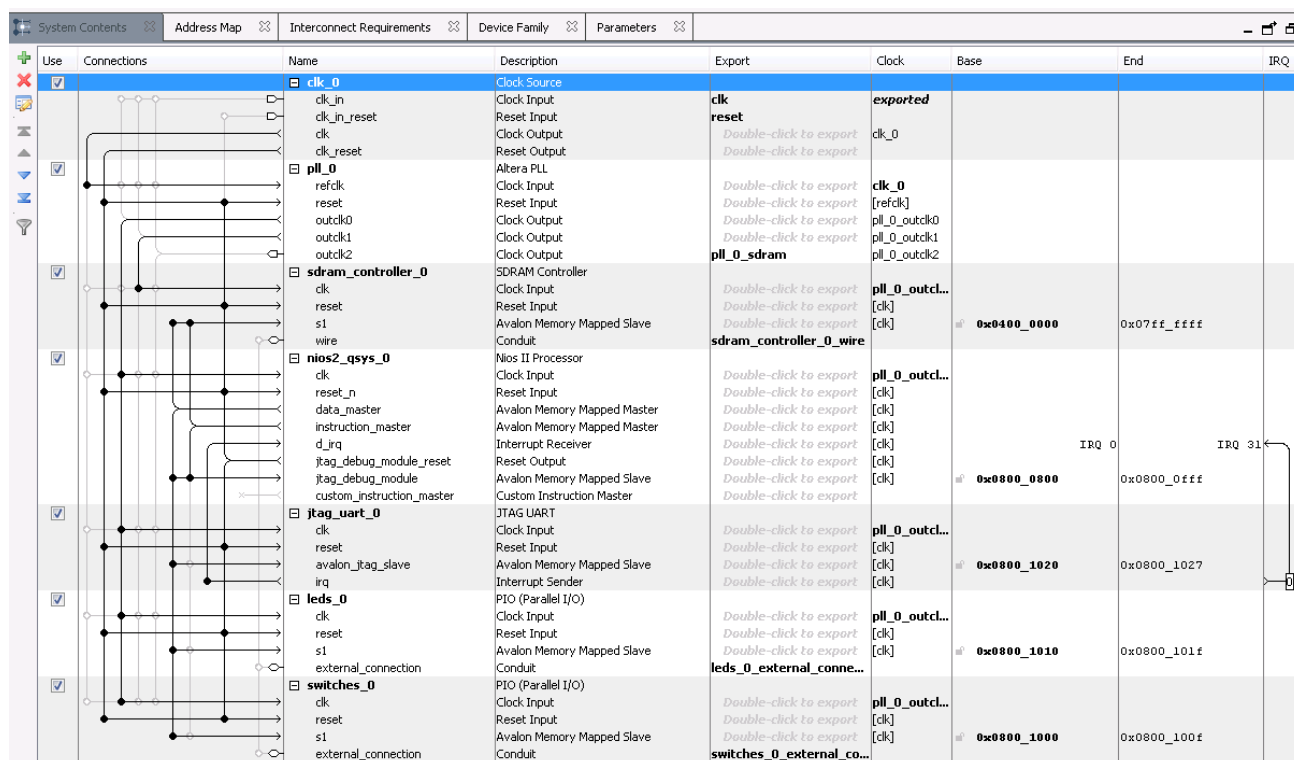 System Contents Address Map Interconnect Requirements Device Family Parameters
Use Connections Name Description Export Clock Base End IRQ
clk_0 Clock Source
clk_in Clock Input clk exported
clk_in_reset Reset Input reset
clk Clock Output Double-click to export clk_0
clk_reset Reset Output Double-click to export
pll_0 Altera PLL
refclk Clock Input Double-click to export clk_0
reset Reset Input Double-click to export [refclk]
outclk0 Clock Output Double-click to export pll_0_outclk0
outclk1 Clock Output Double-click to export pll_0_outclk1
outclk2 Clock Output pll_0_sdram pll_0_outclk2
sdram_controller_0 SDRAM Controller
clk Clock Input Double-click to export pll_0_outcl...
reset Reset Input Double-click to export [clk]
s1 Avalon Memory Mapped Slave Double-click to export [clk] 0x0400_0000 0x07ff_ffff
wire Conduit sdram_controller_0_wire
nios2_qsys_0 Nios II Processor
clk Clock Input Double-click to export pll_0_outcl...
reset_n Reset Input Double-click to export [clk]
data_master Avalon Memory Mapped Master Double-click to export [clk]
instruction_master Avalon Memory Mapped Master Double-click to export [clk]
d_irq Interrupt Receiver Double-click to export [clk] IRQ 0 IRQ 31
jtag_debug_module_reset Reset Output Double-click to export [clk]
jtag_debug_module Avalon Memory Mapped Slave Double-click to export [clk] 0x0800_0800 0x0800_0fff
custom_instruction_master Custom Instruction Master Double-click to export
jtag_uart_0 JTAG UART
clk Clock Input Double-click to export pll_0_outcl...
reset Reset Input Double-click to export [clk]
avalon_jtag_slave Avalon Memory Mapped Slave Double-click to export [clk] 0x0800_1020 0x0800_1027
irq Interrupt Sender Double-click to export [clk] 0
leds_0 PIO (Parallel I/O)
clk Clock Input Double-click to export pll_0_outcl...
reset Reset Input Double-click to export [clk]
s1 Avalon Memory Mapped Slave Double-click to export [clk] 0x0800_1010 0x0800_101f
external_connection Conduit leds_0_external_conne...
switches_0 PIO (Parallel I/O)
clk Clock Input Double-click to export pll_0_outcl...
reset Reset Input Double-click to export [clk]
s1 Avalon Memory Mapped Slave Double-click to export [clk] 0x0800_1000 0x0800_100f
external_connection Conduit switches_0_external_co...